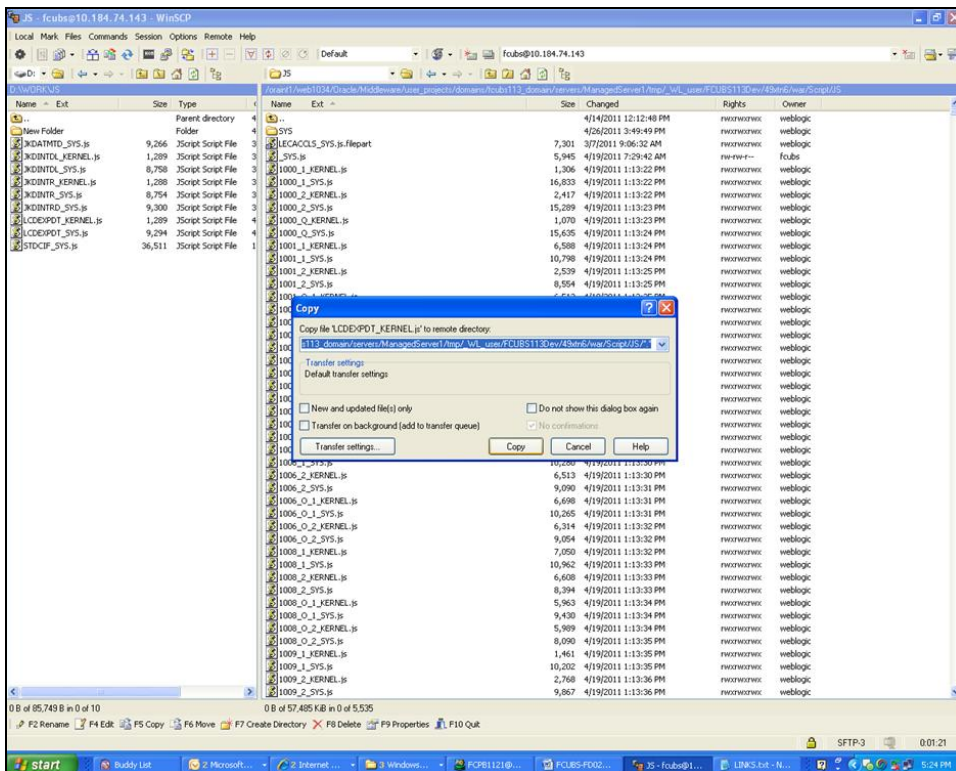 JS - fcubs@10.184.74.143 - WinSCP
Local Mark Files Commands Session Options Remote Help
Default fcubs@10.184.74.143
D: JS
D:\WORK\JS
/oraint1/web1034/Oracle/Middleware/user_projects/domains/fcubs113_domain/servers/ManagedServer1/tmp/_WL_user/FCUBS113Dev/49xtn6/war/Script/JS
Name Ext Size Type
.. Parent directory
New Folder Folder
JKDATMTD_SYS.js 9,266 JScript Script File
JKDINTDL_KERNEL.js 1,289 JScript Script File
JKDINTDL_SYS.js 8,758 JScript Script File
JKDINTR_KERNEL.js 1,288 JScript Script File
JKDINTR_SYS.js 8,754 JScript Script File
JKDINTRD_SYS.js 9,300 JScript Script File
LCDEXPDT_KERNEL.js 1,289 JScript Script File
LCDEXPDT_SYS.js 9,294 JScript Script File
STDCIF_SYS.js 36,511 JScript Script File
Name Ext Size Changed Rights Owner
.. 4/14/2011 12:12:48 PM rwxrwxrwx weblogic
SYS 4/26/2011 3:49:49 PM rwxrwxrwx weblogic
LECACCLS_SYS.js.filepart 7,301 3/7/2011 9:06:32 AM rwxrwxrwx weblogic
_SYS.js 5,945 4/19/2011 7:29:42 AM rw-rw-r-- fcubs
1000_1_KERNEL.js 1,306 4/19/2011 1:13:22 PM rwxrwxrwx weblogic
1000_1_SYS.js 16,833 4/19/2011 1:13:22 PM rwxrwxrwx weblogic
1000_2_KERNEL.js 2,417 4/19/2011 1:13:22 PM rwxrwxrwx weblogic
1000_2_SYS.js 15,289 4/19/2011 1:13:23 PM rwxrwxrwx weblogic
1000_Q_KERNEL.js 1,070 4/19/2011 1:13:23 PM rwxrwxrwx weblogic
1000_Q_SYS.js 15,635 4/19/2011 1:13:24 PM rwxrwxrwx weblogic
1001_1_KERNEL.js 6,588 4/19/2011 1:13:24 PM rwxrwxrwx weblogic
1001_1_SYS.js 10,798 4/19/2011 1:13:24 PM rwxrwxrwx weblogic
1001_2_KERNEL.js 2,539 4/19/2011 1:13:25 PM rwxrwxrwx weblogic
1001_2_SYS.js 8,554 4/19/2011 1:13:25 PM rwxrwxrwx weblogic
Copy
Copy file 'LCDEXPDT_KERNEL.js' to remote directory:
s113_domain/servers/ManagedServer1/tmp/_WL_user/FCUBS113Dev/49xtn6/war/Script/JS/*.*
Transfer settings
Default transfer settings
New and updated file(s) only Do not show this dialog box again
Transfer on background (add to transfer queue) No confirmations
Transfer settings... Copy Cancel Help
1006_2_KERNEL.js 6,513 4/19/2011 1:13:30 PM rwxrwxrwx weblogic
1006_2_SYS.js 9,090 4/19/2011 1:13:31 PM rwxrwxrwx weblogic
1006_O_1_KERNEL.js 6,698 4/19/2011 1:13:31 PM rwxrwxrwx weblogic
1006_O_1_SYS.js 10,265 4/19/2011 1:13:31 PM rwxrwxrwx weblogic
1006_O_2_KERNEL.js 6,314 4/19/2011 1:13:32 PM rwxrwxrwx weblogic
1006_O_2_SYS.js 9,054 4/19/2011 1:13:32 PM rwxrwxrwx weblogic
1008_1_KERNEL.js 7,050 4/19/2011 1:13:32 PM rwxrwxrwx weblogic
1008_1_SYS.js 10,962 4/19/2011 1:13:33 PM rwxrwxrwx weblogic
1008_2_KERNEL.js 6,608 4/19/2011 1:13:33 PM rwxrwxrwx weblogic
1008_2_SYS.js 8,394 4/19/2011 1:13:33 PM rwxrwxrwx weblogic
1008_O_1_KERNEL.js 5,963 4/19/2011 1:13:34 PM rwxrwxrwx weblogic
1008_O_1_SYS.js 9,430 4/19/2011 1:13:34 PM rwxrwxrwx weblogic
1008_O_2_KERNEL.js 5,989 4/19/2011 1:13:34 PM rwxrwxrwx weblogic
1008_O_2_SYS.js 8,090 4/19/2011 1:13:35 PM rwxrwxrwx weblogic
1009_1_KERNEL.js 1,461 4/19/2011 1:13:35 PM rwxrwxrwx weblogic
1009_1_SYS.js 10,202 4/19/2011 1:13:35 PM rwxrwxrwx weblogic
1009_2_KERNEL.js 2,768 4/19/2011 1:13:36 PM rwxrwxrwx weblogic
1009_2_SYS.js 9,867 4/19/2011 1:13:36 PM rwxrwxrwx weblogic
0 B of 85,749 B in 0 of 10
0 B of 57,485 KiB in 0 of 5,535
F2 Rename F4 Edit F5 Copy F6 Move F7 Create Directory F8 Delete F9 Properties F10 Quit
SFTP-3 0:01:21
start Buddy List 2 Microsoft... 2 Internet ... 3 Windows... FCPB1121@... FCUBS-FD02... JS - fcubs@1... LINKS.txt - N... 5:24 PM